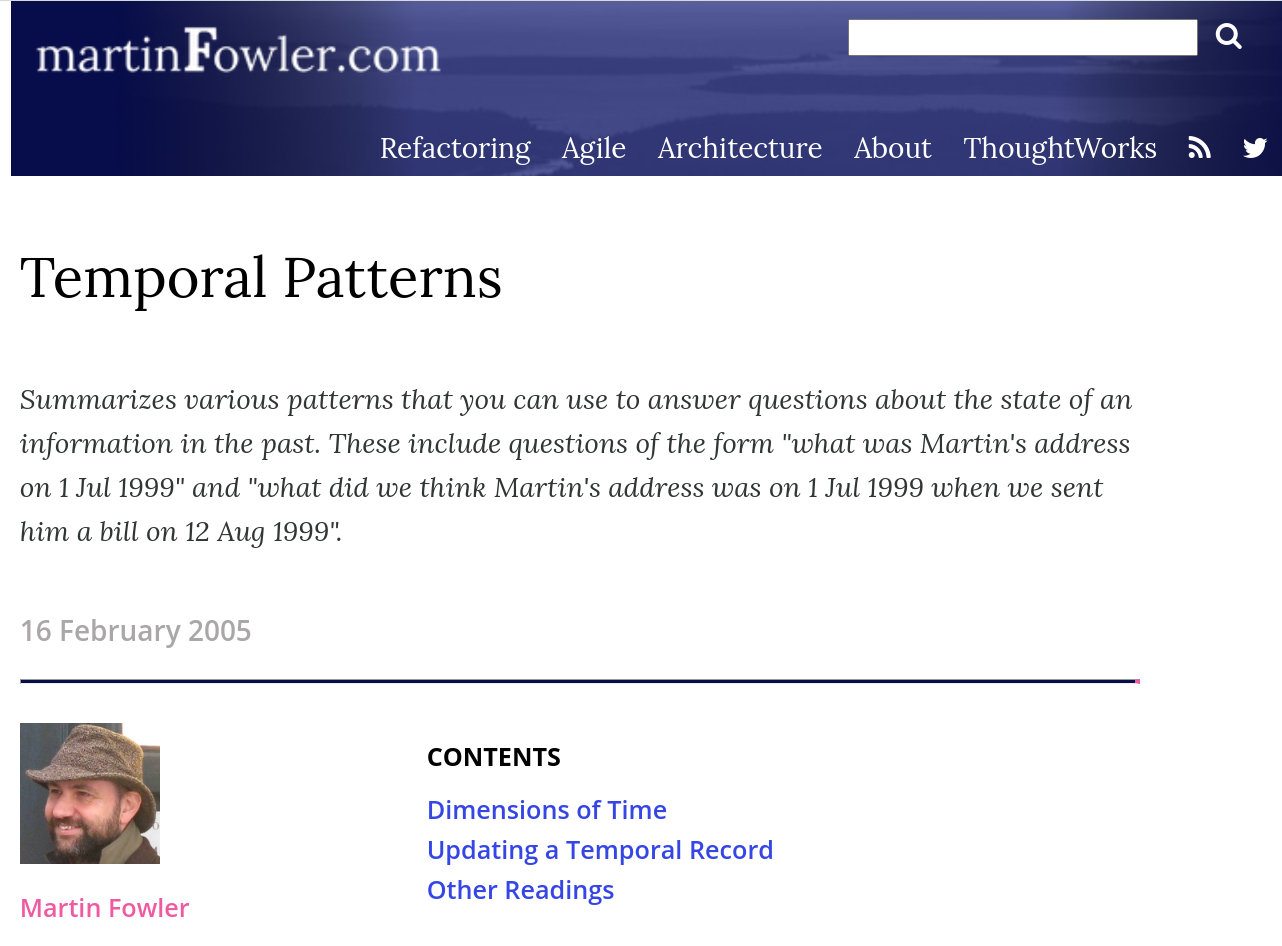 martinFowler.com
Refactoring Agile Architecture About ThoughtWorks
Temporal Patterns
Summarizes various patterns that you can use to answer questions about the state of an
information in the past. These include questions of the form "what was Martin's address
on 1 Jul 1999" and "what did we think Martin's address was on 1 Jul 1999 when we sent
him a bill on 12 Aug 1999".
16 February 2005
Martin Fowler
CONTENTS
Dimensions of Time
Updating a Temporal Record
Other Readings